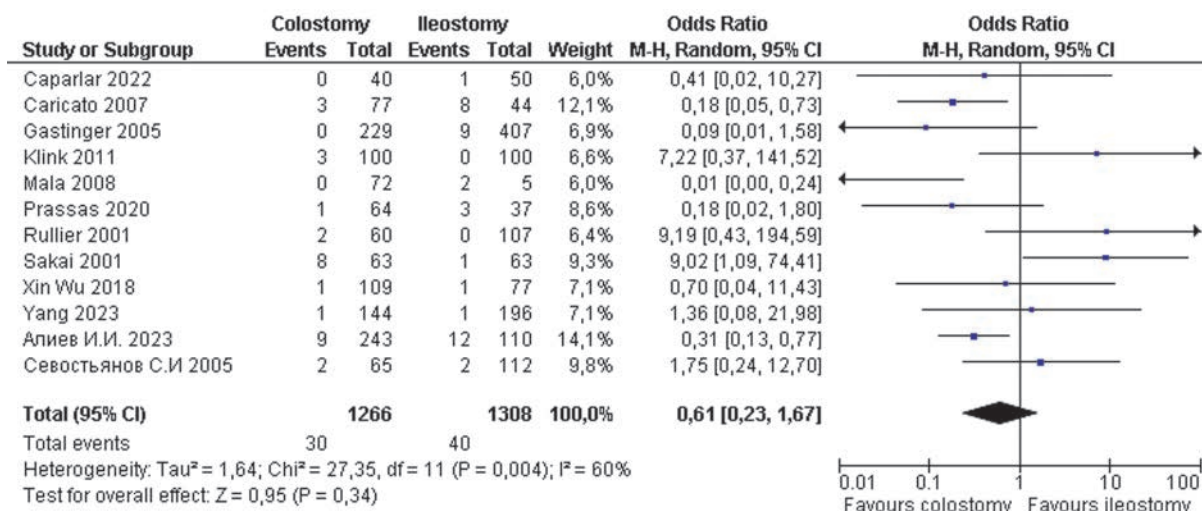 Colostomy Ileostomy Odds Ratio Odds Ratio
Study or Subgroup Events Total Events Total Weight M-H, Random, 95% CI M-H, Random, 95% CI
Caparlar 2022 0 40 1 50 6,0% 0,41 [0,02, 10,27]
Caricato 2007 3 77 8 44 12,1% 0,18 [0,05, 0,73]
Gastinger 2005 0 229 9 407 6,9% 0,09 [0,01, 1,58]
Klink 2011 3 100 0 100 6,6% 7,22 [0,37, 141,52]
Mala 2008 0 72 2 5 6,0% 0,01 [0,00, 0,24]
Prassas 2020 1 64 3 37 8,6% 0,18 [0,02, 1,80]
Rullier 2001 2 60 0 107 6,4% 9,19 [0,43, 194,59]
Sakai 2001 8 63 1 63 9,3% 9,02 [1,09, 74,41]
Xin Wu 2018 1 109 1 77 7,1% 0,70 [0,04, 11,43]
Yang 2023 1 144 1 196 7,1% 1,36 [0,08, 21,98]
Алиев И.И. 2023 9 243 12 110 14,1% 0,31 [0,13, 0,77]
Севостьянов С.И 2005 2 65 2 112 9,8% 1,75 [0,24, 12,70]
Total (95% CI) 1266 1308 100,0% 0,61 [0,23, 1,67]
Total events 30 40
Heterogeneity: Tau² = 1,64; Chi² = 27,35, df = 11 (P = 0,004); I² = 60%
Test for overall effect: Z = 0,95 (P = 0,34)
0.01 0.1 1 10 100
Favours colostomy Favours ileostomy